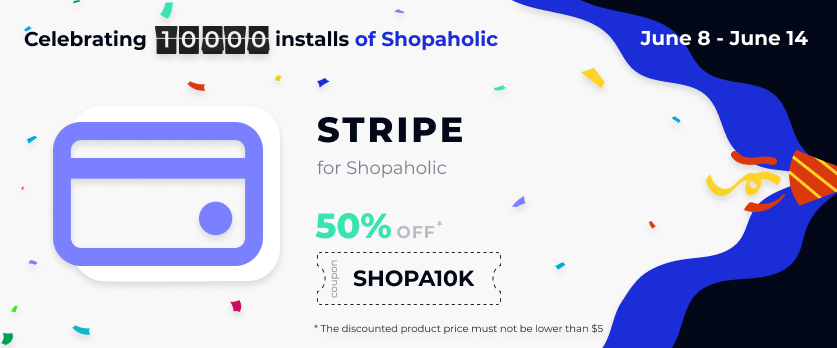 Celebrating 10000 installs of Shopaholic
June 8 - June 14
STRIPE
for Shopaholic
50% OFF*
coupon
SHOPA10K
* The discounted product price must not be lower than $5